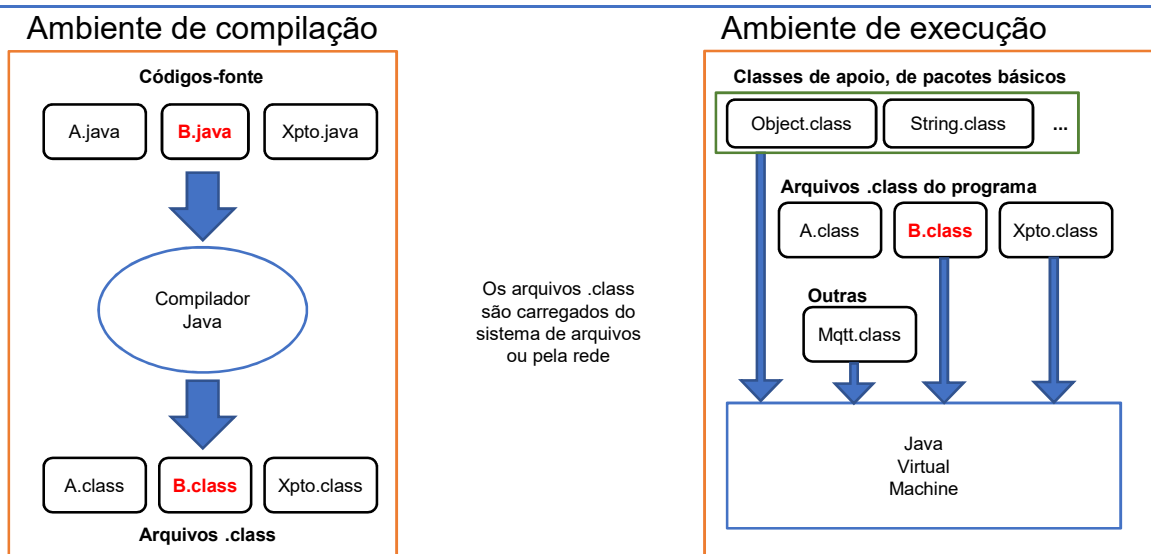 Ambiente de compilação
Códigos-fonte
A.java
B.java
Xpto.java
Compilador
Java
A.class
B.class
Xpto.class
Arquivos .class
Os arquivos .class
são carregados do
sistema de arquivos
ou pela rede
Ambiente de execução
Classes de apoio, de pacotes básicos
Object.class
String.class
...
Arquivos .class do programa
A.class
B.class
Xpto.class
Outras
Mqtt.class
Java
Virtual
Machine